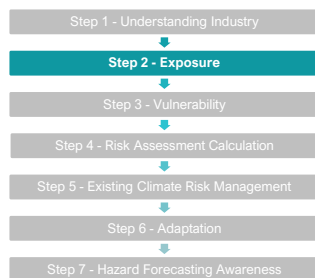 Step 1 - Understanding Industry
Step 2 - Exposure
Step 3 - Vulnerability
Step 4 - Risk Assessment Calculation
Step 5 - Existing Climate Risk Management
Step 6 - Adaptation
Step 7 - Hazard Forecasting Awareness